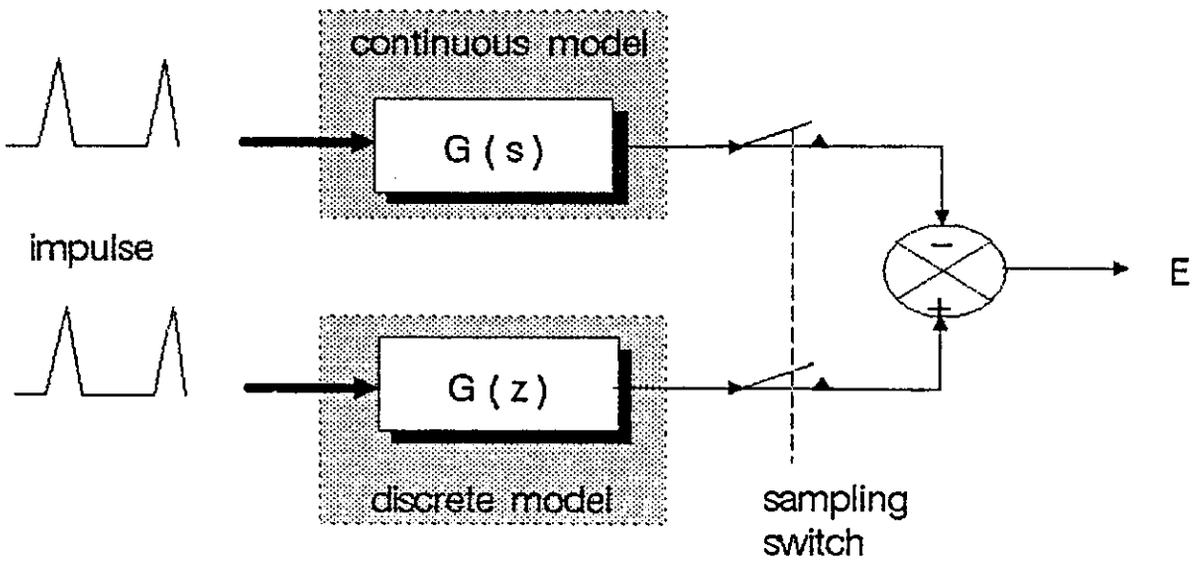 continuous model
G(s)
impulse
−
E
+
G(z)
discrete model
sampling
switch